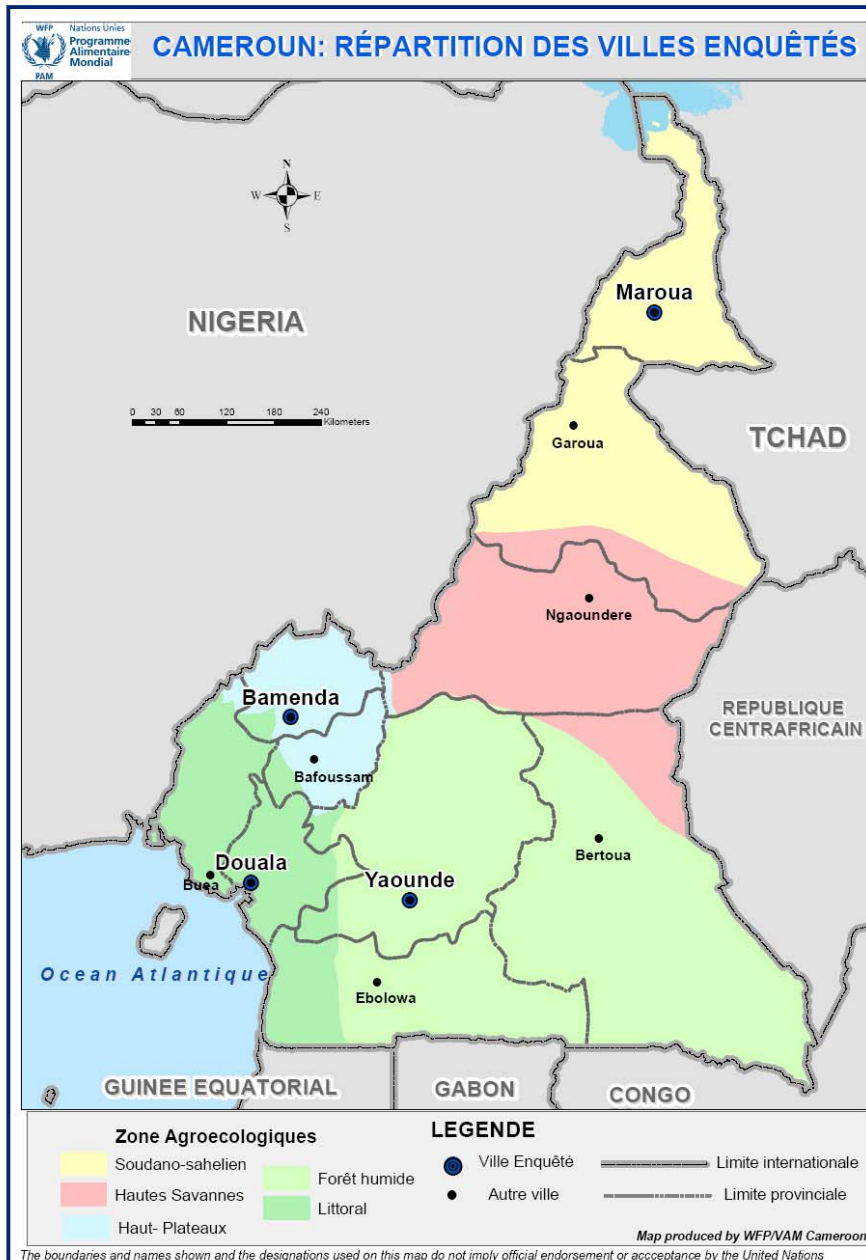 WFP
Nations Unies
Programme
Alimentaire
Mondial
PAM
CAMEROUN: RÉPARTITION DES VILLES ENQUÊTÉS
N
W E
S
Maroua
NIGERIA
0 30 60 120 180 240
Kilometers
Garoua
TCHAD
Ngaoundere
Bamenda
REPUBLIQUE
CENTRAFRICAIN
Bafoussam
Bertoua
Douala
Buea
Yaounde
Ocean Atlantique
Ebolowa
GUINEE EQUATORIAL
GABON
CONGO
LEGENDE
Zone Agroecologiques
Soudano-sahelien
Hautes Savannes
Haut- Plateaux
Forêt humide
Littoral
Ville Enquêté
Autre ville
Limite internationale
Limite provinciale
Map produced by WFP/VAM Cameroon
The boundaries and names shown and the designations used on this map do not imply official endorsement or accceptance by the United Nations